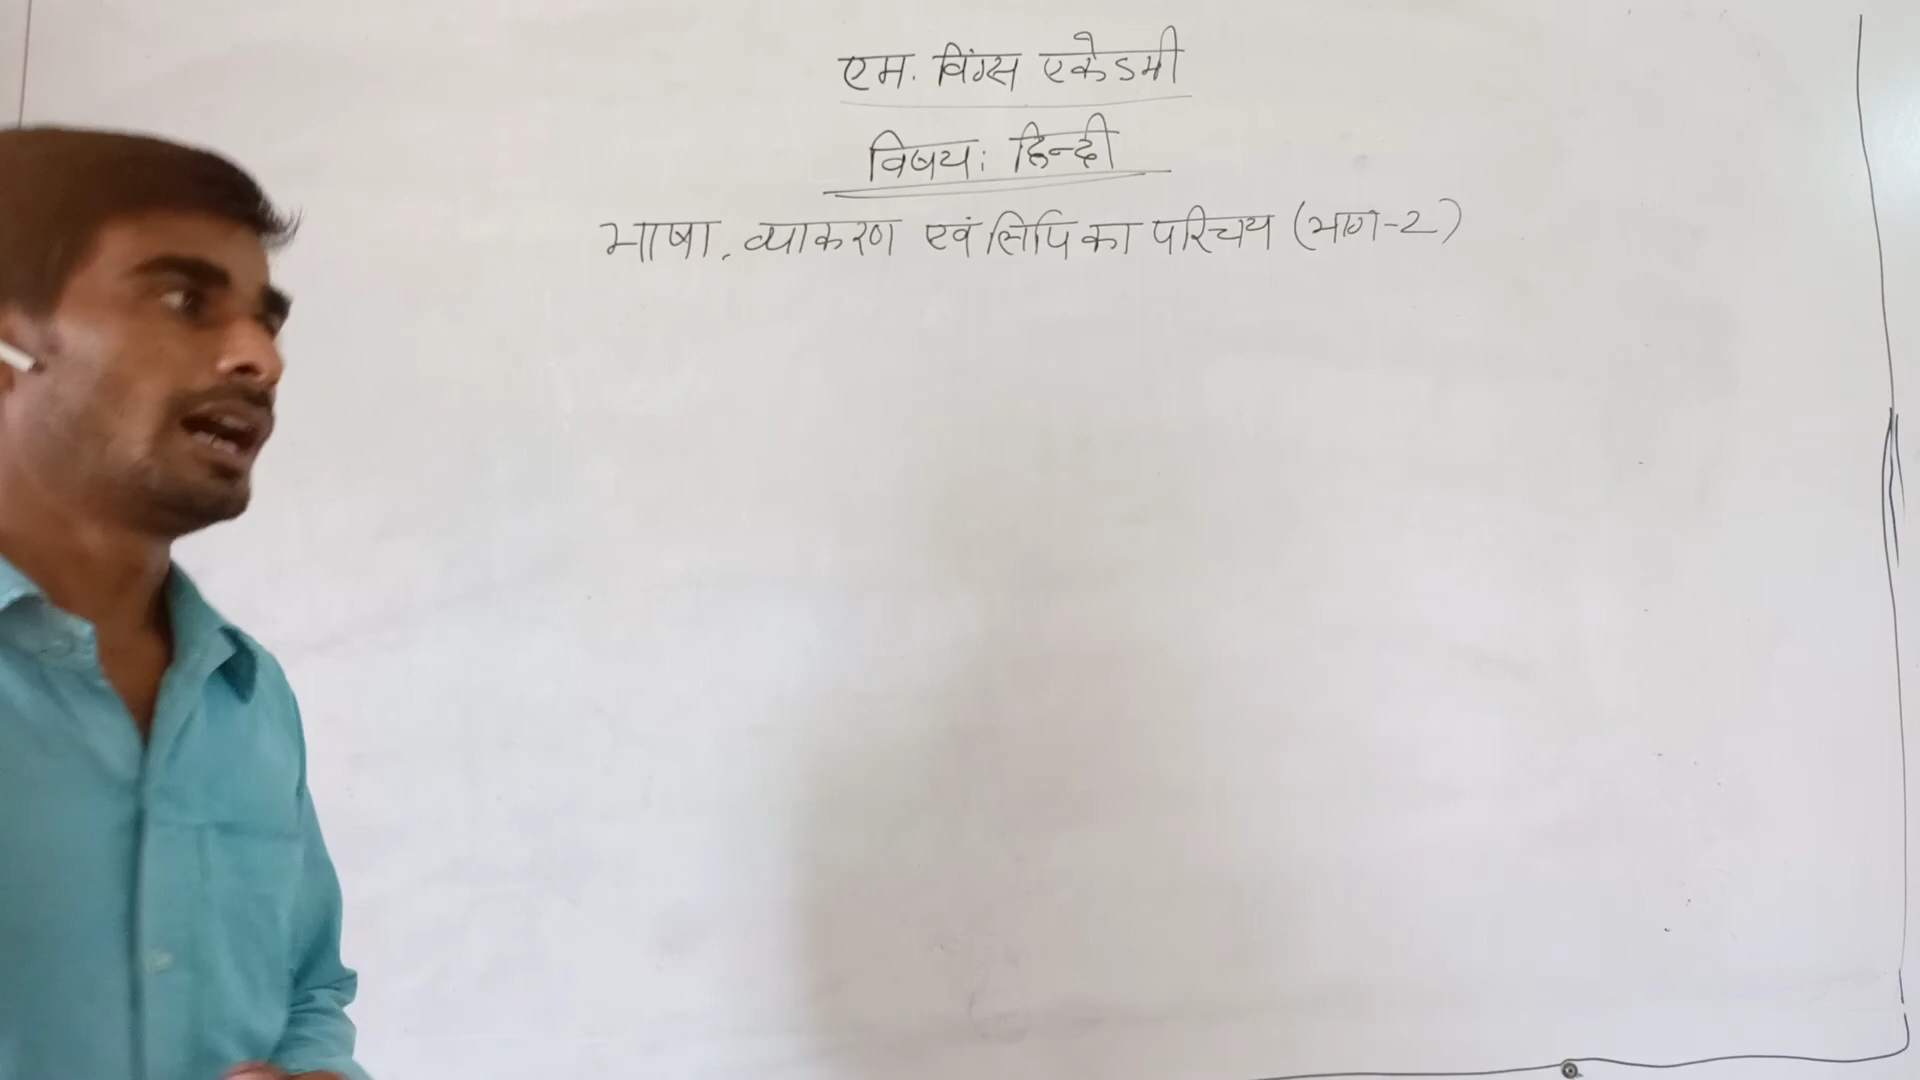 एम. विंग्स एकेडमी
विषय: हिन्दी
भाषा, व्याकरण एवं लिपि का परिचय (भाग-2)